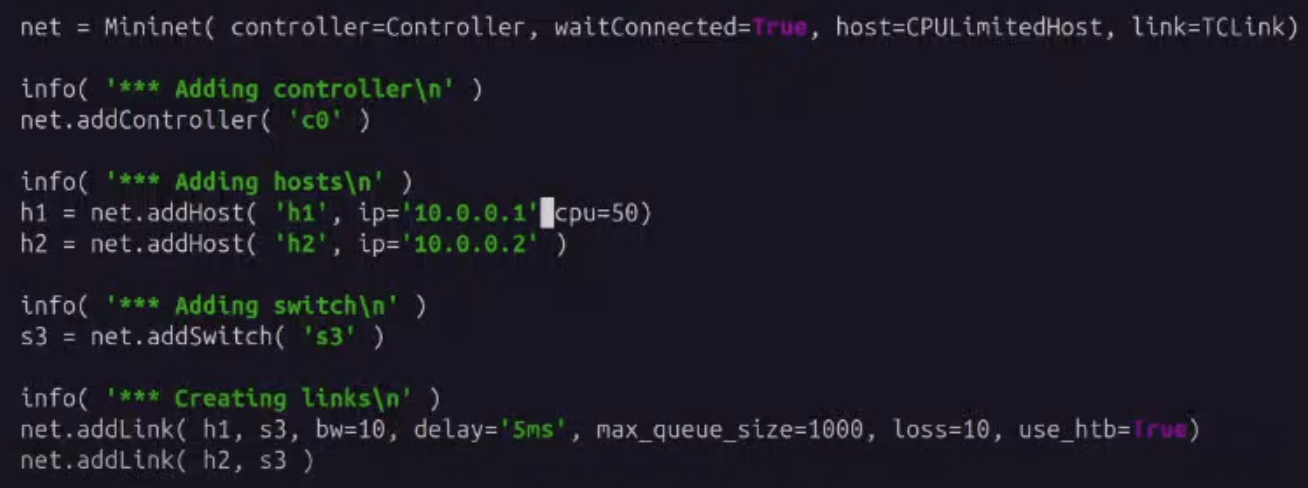 net = Mininet( controller=Controller, waitConnected=True, host=CPULimitedHost, link=TCLink)
info( '*** Adding controller\n' )
net.addController( 'c0' )
info( '*** Adding hosts\n' )
h1 = net.addHost( 'h1', ip='10.0.0.1' cpu=50)
h2 = net.addHost( 'h2', ip='10.0.0.2' )
info( '*** Adding switch\n' )
s3 = net.addSwitch( 's3' )
info( '*** Creating links\n' )
net.addLink( h1, s3, bw=10, delay='5ms', max_queue_size=1000, loss=10, use_htb=True)
net.addLink( h2, s3 )